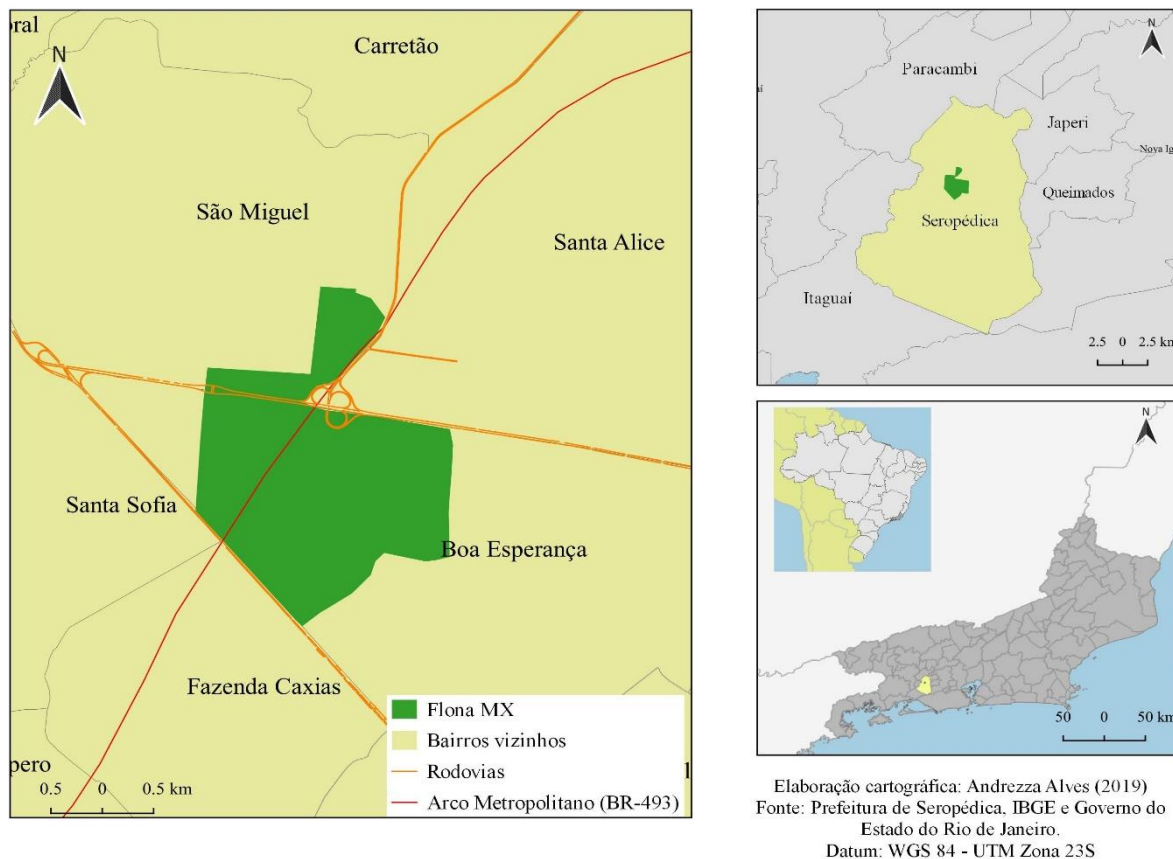 oral
Carretão
N
São Miguel
Santa Alice
Santa Sofia
Boa Esperança
Fazenda Caxias
pero
0.5 0 0.5 km
Flona MX
Bairros vizinhos
Rodovias
Arco Metropolitano (BR-493)
l
N
Paracambi
Japeri
Nova Ig
Queimados
Seropédica
Itaguaí
2.5 0 2.5 km
N
50 0 50 km
Elaboração cartográfica: Andrezza Alves (2019)
Fonte: Prefeitura de Seropédica, IBGE e Governo do
Estado do Rio de Janeiro.
Datum: WGS 84 - UTM Zona 23S